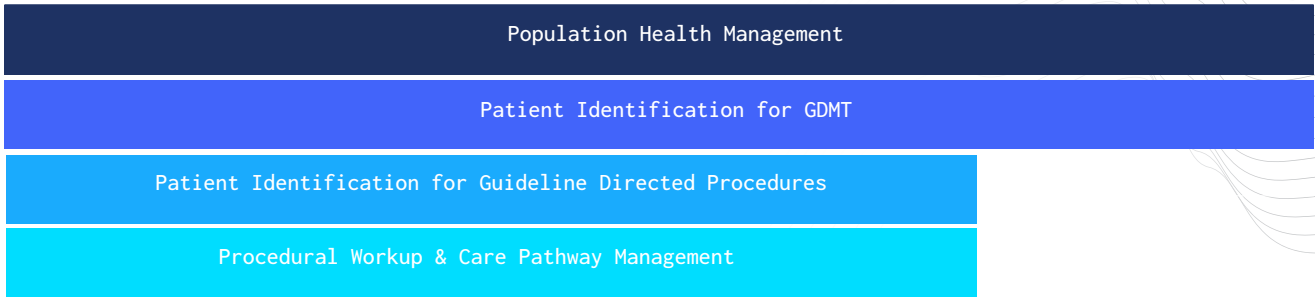 Population Health Management
Patient Identification for GDMT
Patient Identification for Guideline Directed Procedures
Procedural Workup & Care Pathway Management